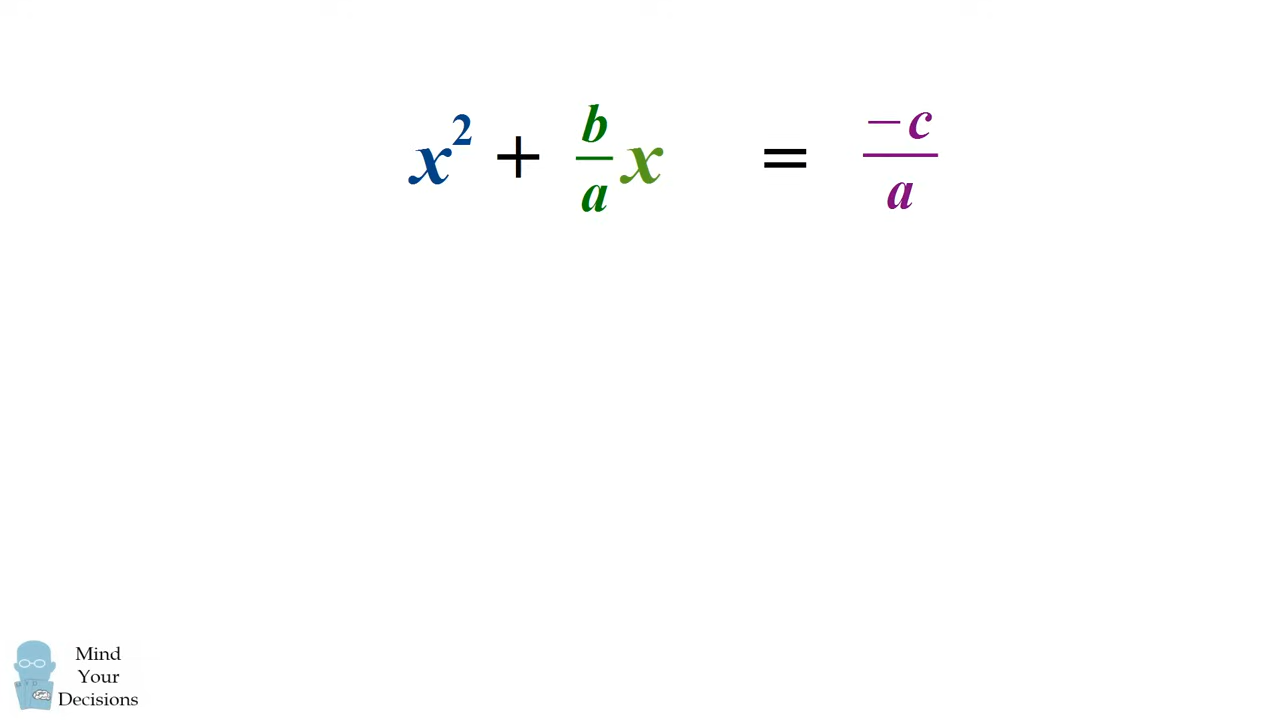 x² + b/a x = −c/a
Mind
Your
Decisions